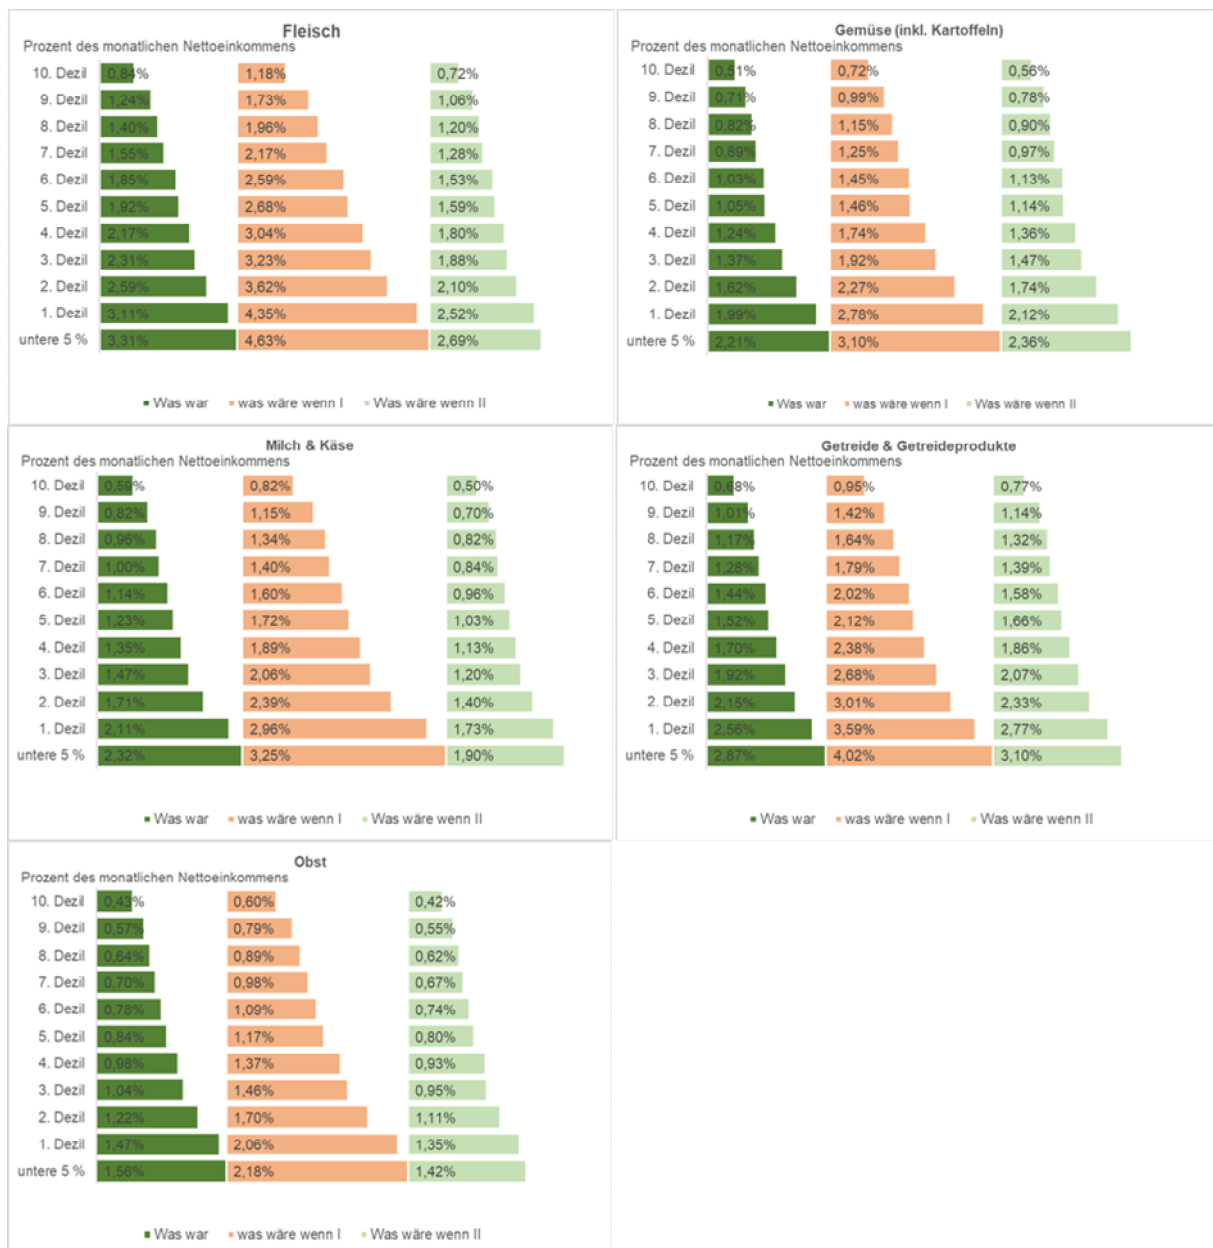 Fleisch
Prozent des monatlichen Nettoeinkommens
10. Dezil 0,84% 1,18% 0,72%
9. Dezil 1,24% 1,73% 1,06%
8. Dezil 1,40% 1,96% 1,20%
7. Dezil 1,55% 2,17% 1,28%
6. Dezil 1,85% 2,59% 1,53%
5. Dezil 1,92% 2,68% 1,59%
4. Dezil 2,17% 3,04% 1,80%
3. Dezil 2,31% 3,23% 1,88%
2. Dezil 2,59% 3,62% 2,10%
1. Dezil 3,11% 4,35% 2,52%
untere 5 % 3,31% 4,63% 2,69%
Was war was wäre wenn I Was wäre wenn II
Gemüse (inkl. Kartoffeln)
Prozent des monatlichen Nettoeinkommens
10. Dezil 0,51% 0,72% 0,56%
9. Dezil 0,71% 0,99% 0,78%
8. Dezil 0,82% 1,15% 0,90%
7. Dezil 0,89% 1,25% 0,97%
6. Dezil 1,03% 1,45% 1,13%
5. Dezil 1,05% 1,46% 1,14%
4. Dezil 1,24% 1,74% 1,36%
3. Dezil 1,37% 1,92% 1,47%
2. Dezil 1,62% 2,27% 1,74%
1. Dezil 1,99% 2,78% 2,12%
untere 5 % 2,21% 3,10% 2,36%
Was war was wäre wenn I Was wäre wenn II
Milch & Käse
Prozent des monatlichen Nettoeinkommens
10. Dezil 0,59% 0,82% 0,50%
9. Dezil 0,82% 1,15% 0,70%
8. Dezil 0,96% 1,34% 0,82%
7. Dezil 1,00% 1,40% 0,84%
6. Dezil 1,14% 1,60% 0,96%
5. Dezil 1,23% 1,72% 1,03%
4. Dezil 1,35% 1,89% 1,13%
3. Dezil 1,47% 2,06% 1,20%
2. Dezil 1,71% 2,39% 1,40%
1. Dezil 2,11% 2,96% 1,73%
untere 5 % 2,32% 3,25% 1,90%
Was war was wäre wenn I Was wäre wenn II
Getreide & Getreideprodukte
Prozent des monatlichen Nettoeinkommens
10. Dezil 0,68% 0,95% 0,77%
9. Dezil 1,01% 1,42% 1,14%
8. Dezil 1,17% 1,64% 1,32%
7. Dezil 1,28% 1,79% 1,39%
6. Dezil 1,44% 2,02% 1,58%
5. Dezil 1,52% 2,12% 1,66%
4. Dezil 1,70% 2,38% 1,86%
3. Dezil 1,92% 2,68% 2,07%
2. Dezil 2,15% 3,01% 2,33%
1. Dezil 2,56% 3,59% 2,77%
untere 5 % 2,87% 4,02% 3,10%
Was war was wäre wenn I Was wäre wenn II
Obst
Prozent des monatlichen Nettoeinkommens
10. Dezil 0,43% 0,60% 0,42%
9. Dezil 0,57% 0,79% 0,55%
8. Dezil 0,64% 0,89% 0,62%
7. Dezil 0,70% 0,98% 0,67%
6. Dezil 0,78% 1,09% 0,74%
5. Dezil 0,84% 1,17% 0,80%
4. Dezil 0,98% 1,37% 0,93%
3. Dezil 1,04% 1,46% 0,95%
2. Dezil 1,22% 1,70% 1,11%
1. Dezil 1,47% 2,06% 1,35%
untere 5 % 1,56% 2,18% 1,42%
Was war was wäre wenn I Was wäre wenn II